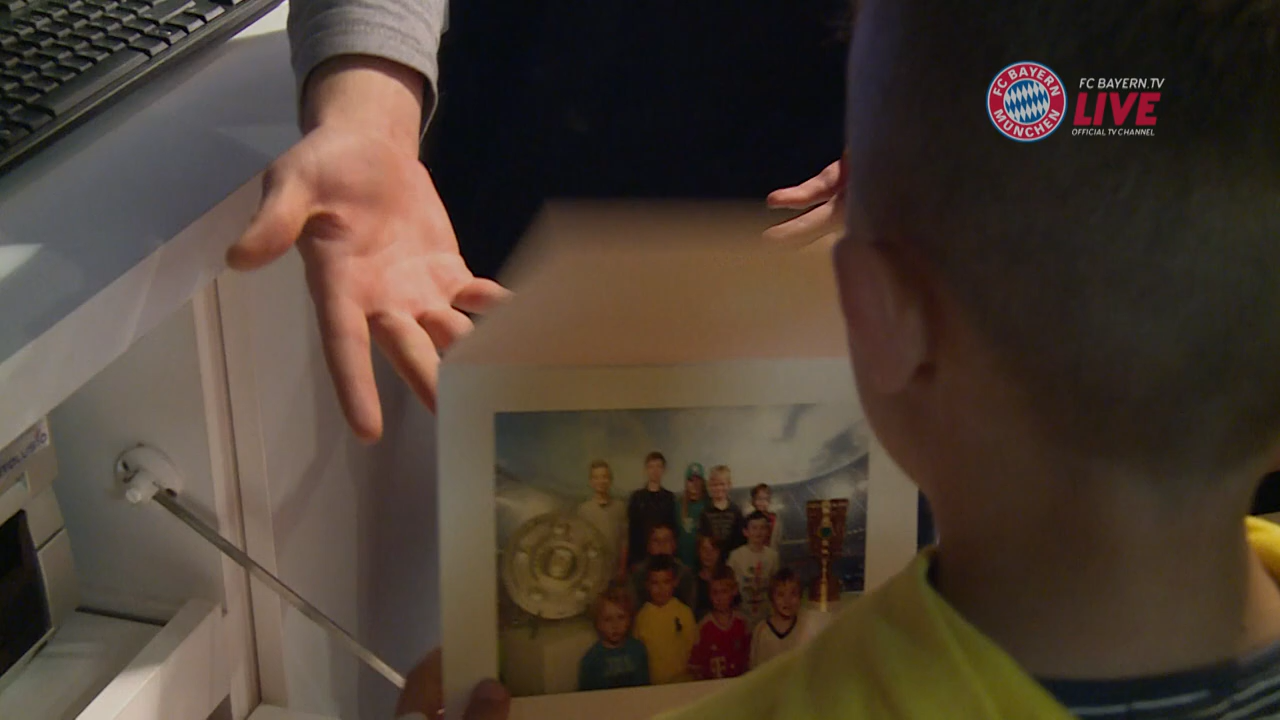 FC BAYERN
MÜNCHEN
FC BAYERN.TV
LIVE
OFFICIAL TV CHANNEL